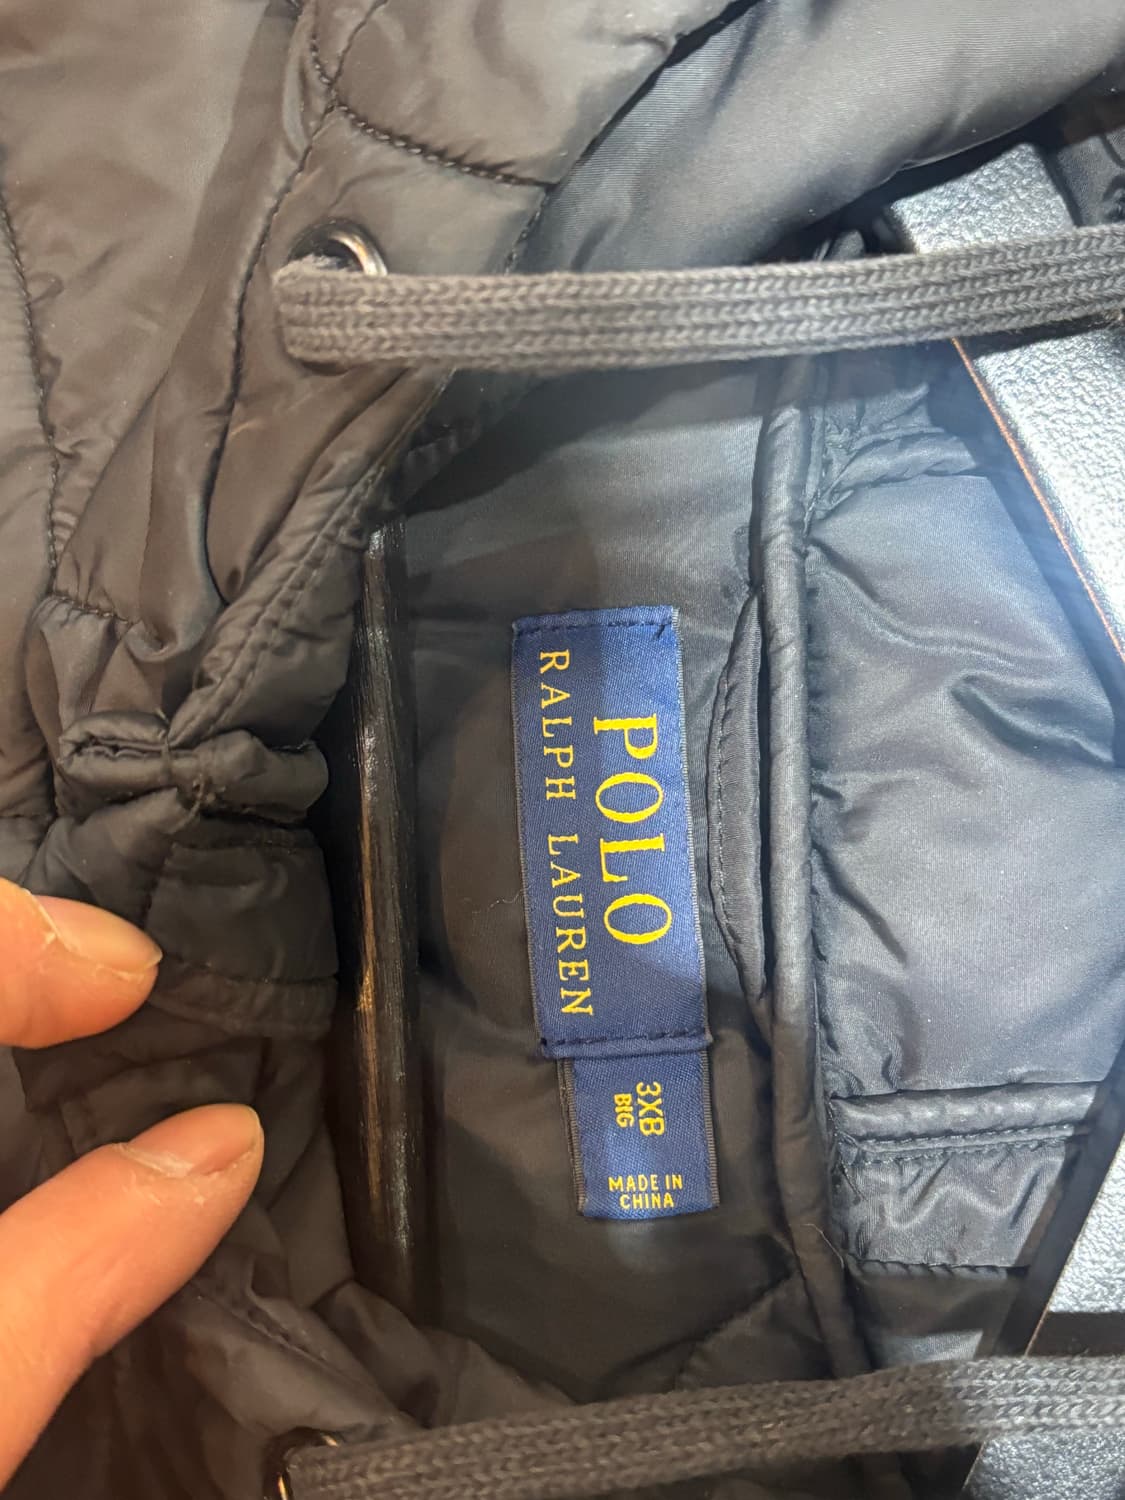 POLO
RALPH LAUREN
3XB
BIG
MADE IN
CHINA